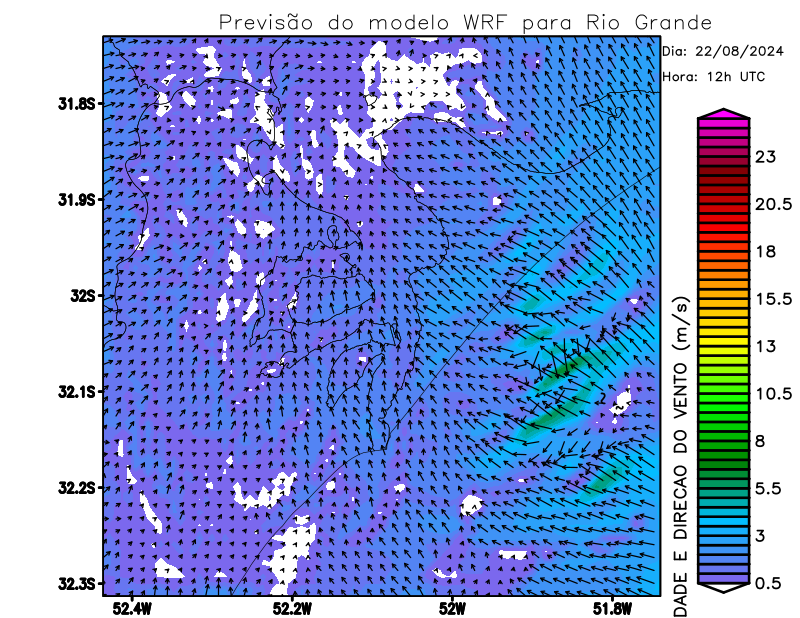 Previsão do modelo WRF para Rio Grande
Dia: 22/08/2024
Hora: 12h UTC
31.8S
31.9S
32S
32.1S
32.2S
32.3S
52.4W
52.2W
52W
51.8W
23
20.5
18
15.5
13
10.5
8
5.5
3
0.5
DADE E DIRECAO DO VENTO (m/s)